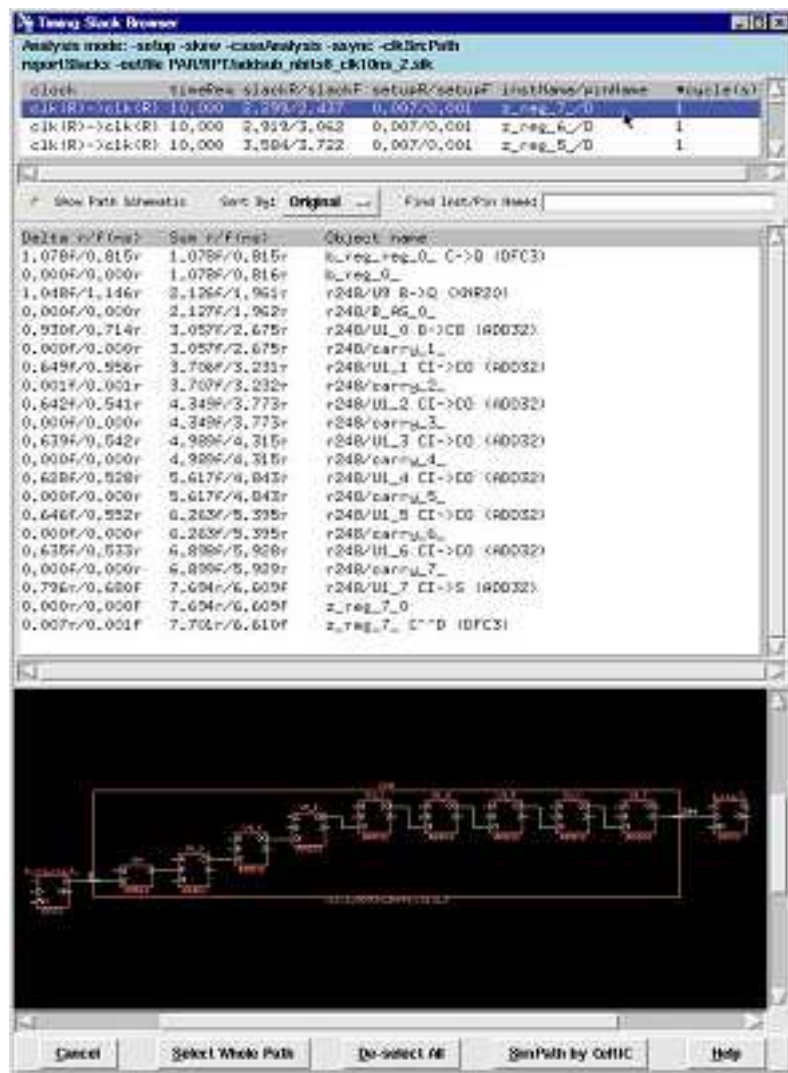 Timing Slack Browser
Analysis mode: -setup -skew -caseAnalysis -async -clkSrcPath
reportSlacks -outfile PAR/RPT/addsub_nbits8_clk10ns_2.slk
clock timeReq slackR/slackF setupR/setupF instName/pinName #cycle(s)
clk(R)->clk(R) 10,000 2,299/3,437 0,007/0,001 z_reg_7_/D 1
clk(R)->clk(R) 10,000 2,919/3,062 0,007/0,001 z_reg_6_/D 1
clk(R)->clk(R) 10,000 3,584/3,722 0,007/0,001 z_reg_5_/D 1
Show Path Schematic Sort By: Original Find Inst/Pin Name:
Delta r/f(ns) Sum r/f(ns) Object name
1.078f/0.815r 1.078f/0.815r b_reg_reg_0_ C->Q (DFC3)
0.000f/0.000r 1.078f/0.816r b_reg_0_
1.048f/1.146r 2.126f/1.961r r248/U9 B->Q (XNR20)
0.000f/0.000r 2.127f/1.962r r248/B_AS_0_
0.930f/0.714r 3.057f/2.675r r248/U1_0 B->CO (ADD32)
0.000f/0.000r 3.057f/2.675r r248/carry_1_
0.649f/0.556r 3.706f/3.231r r248/U1_1 CI->CO (ADD32)
0.001f/0.001r 3.707f/3.232r r248/carry_2_
0.642f/0.541r 4.349f/3.773r r248/U1_2 CI->CO (ADD32)
0.000f/0.000r 4.349f/3.773r r248/carry_3_
0.639f/0.542r 4.989f/4.315r r248/U1_3 CI->CO (ADD32)
0.000f/0.000r 4.989f/4.315r r248/carry_4_
0.628f/0.528r 5.617f/4.843r r248/U1_4 CI->CO (ADD32)
0.000f/0.000r 5.617f/4.843r r248/carry_5_
0.646f/0.552r 6.263f/5.395r r248/U1_5 CI->CO (ADD32)
0.000f/0.000r 6.263f/5.395r r248/carry_6_
0.635f/0.533r 6.898f/5.928r r248/U1_6 CI->CO (ADD32)
0.000f/0.000r 6.899f/5.929r r248/carry_7_
0.796r/0.680f 7.694r/6.609f r248/U1_7 CI->S (ADD32)
0.000r/0.000f 7.694r/6.609f z_reg_7_0
0.007r/0.001f 7.701r/6.610f z_reg_7_ C^^D (DFC3)
Cancel Select Whole Path De-select All SimPath by CeltIC Help